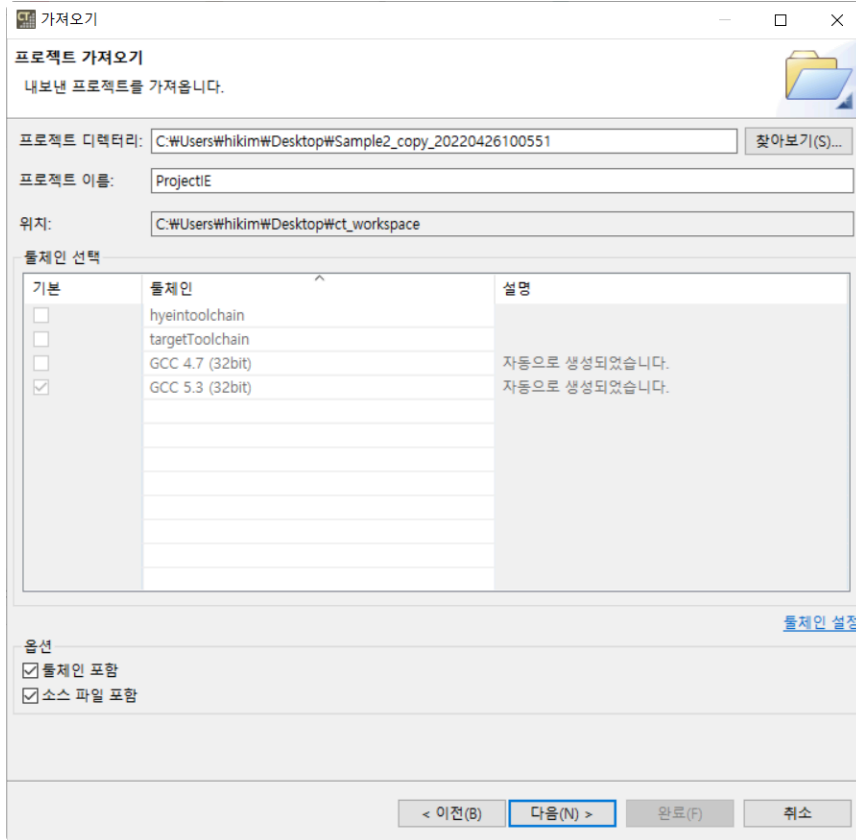 CT 가져오기
프로젝트 가져오기
내보낸 프로젝트를 가져옵니다.
프로젝트 디렉터리: C:₩Users₩hikim₩Desktop₩Sample2_copy_20220426100551 찾아보기(S)...
프로젝트 이름: ProjectIE
위치: C:₩Users₩hikim₩Desktop₩ct_workspace
툴체인 선택
기본 툴체인 설명
hyeintoolchain
targetToolchain
GCC 4.7 (32bit) 자동으로 생성되었습니다.
GCC 5.3 (32bit) 자동으로 생성되었습니다.
툴체인 설정
옵션
툴체인 포함
소스 파일 포함
< 이전(B) 다음(N) > 완료(F) 취소